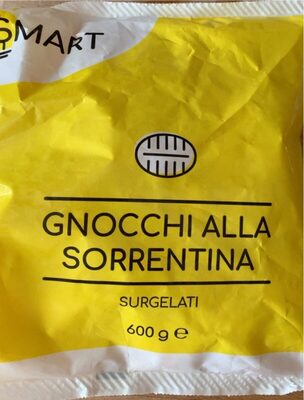 SMART
GNOCCHI ALLA
SORRENTINA
SURGELATI
600 g e